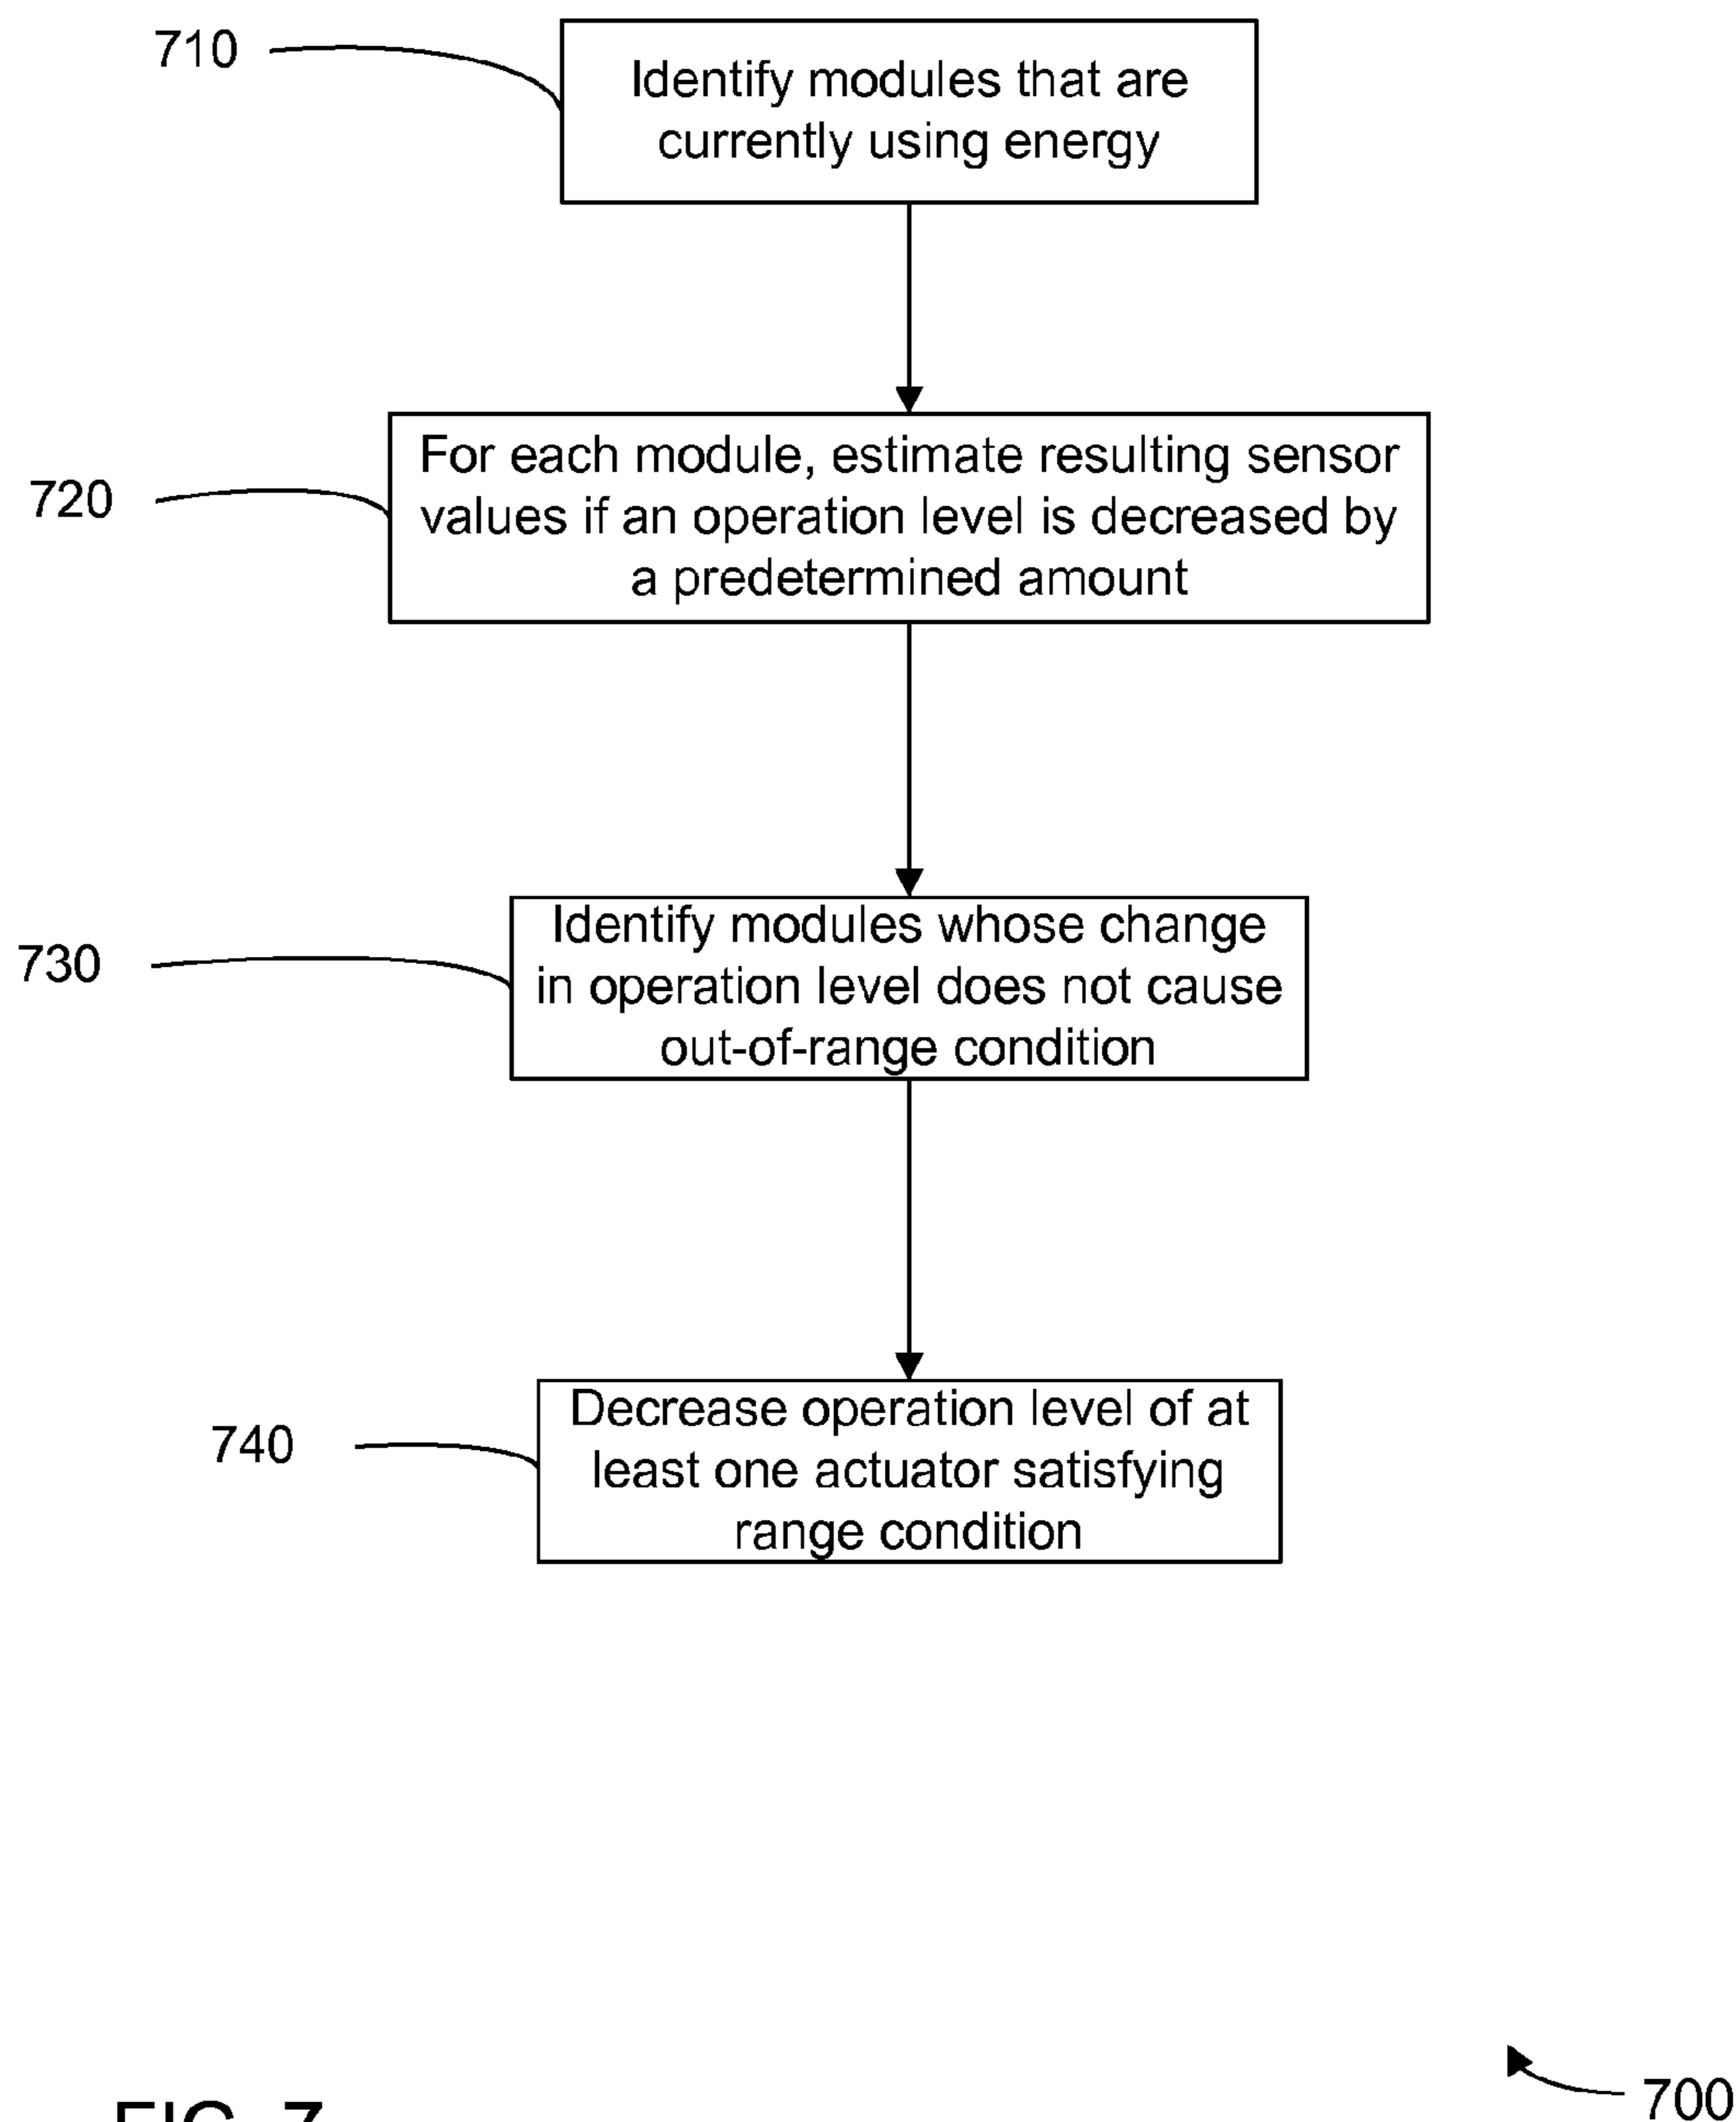 710
Identify modules that are
currently using energy
720
For each module, estimate resulting sensor
values if an operation level is decreased by
a predetermined amount
730
Identify modules whose change
in operation level does not cause
out-of-range condition
740
Decrease operation level of at
least one actuator satisfying
range condition
700
FIG. 7